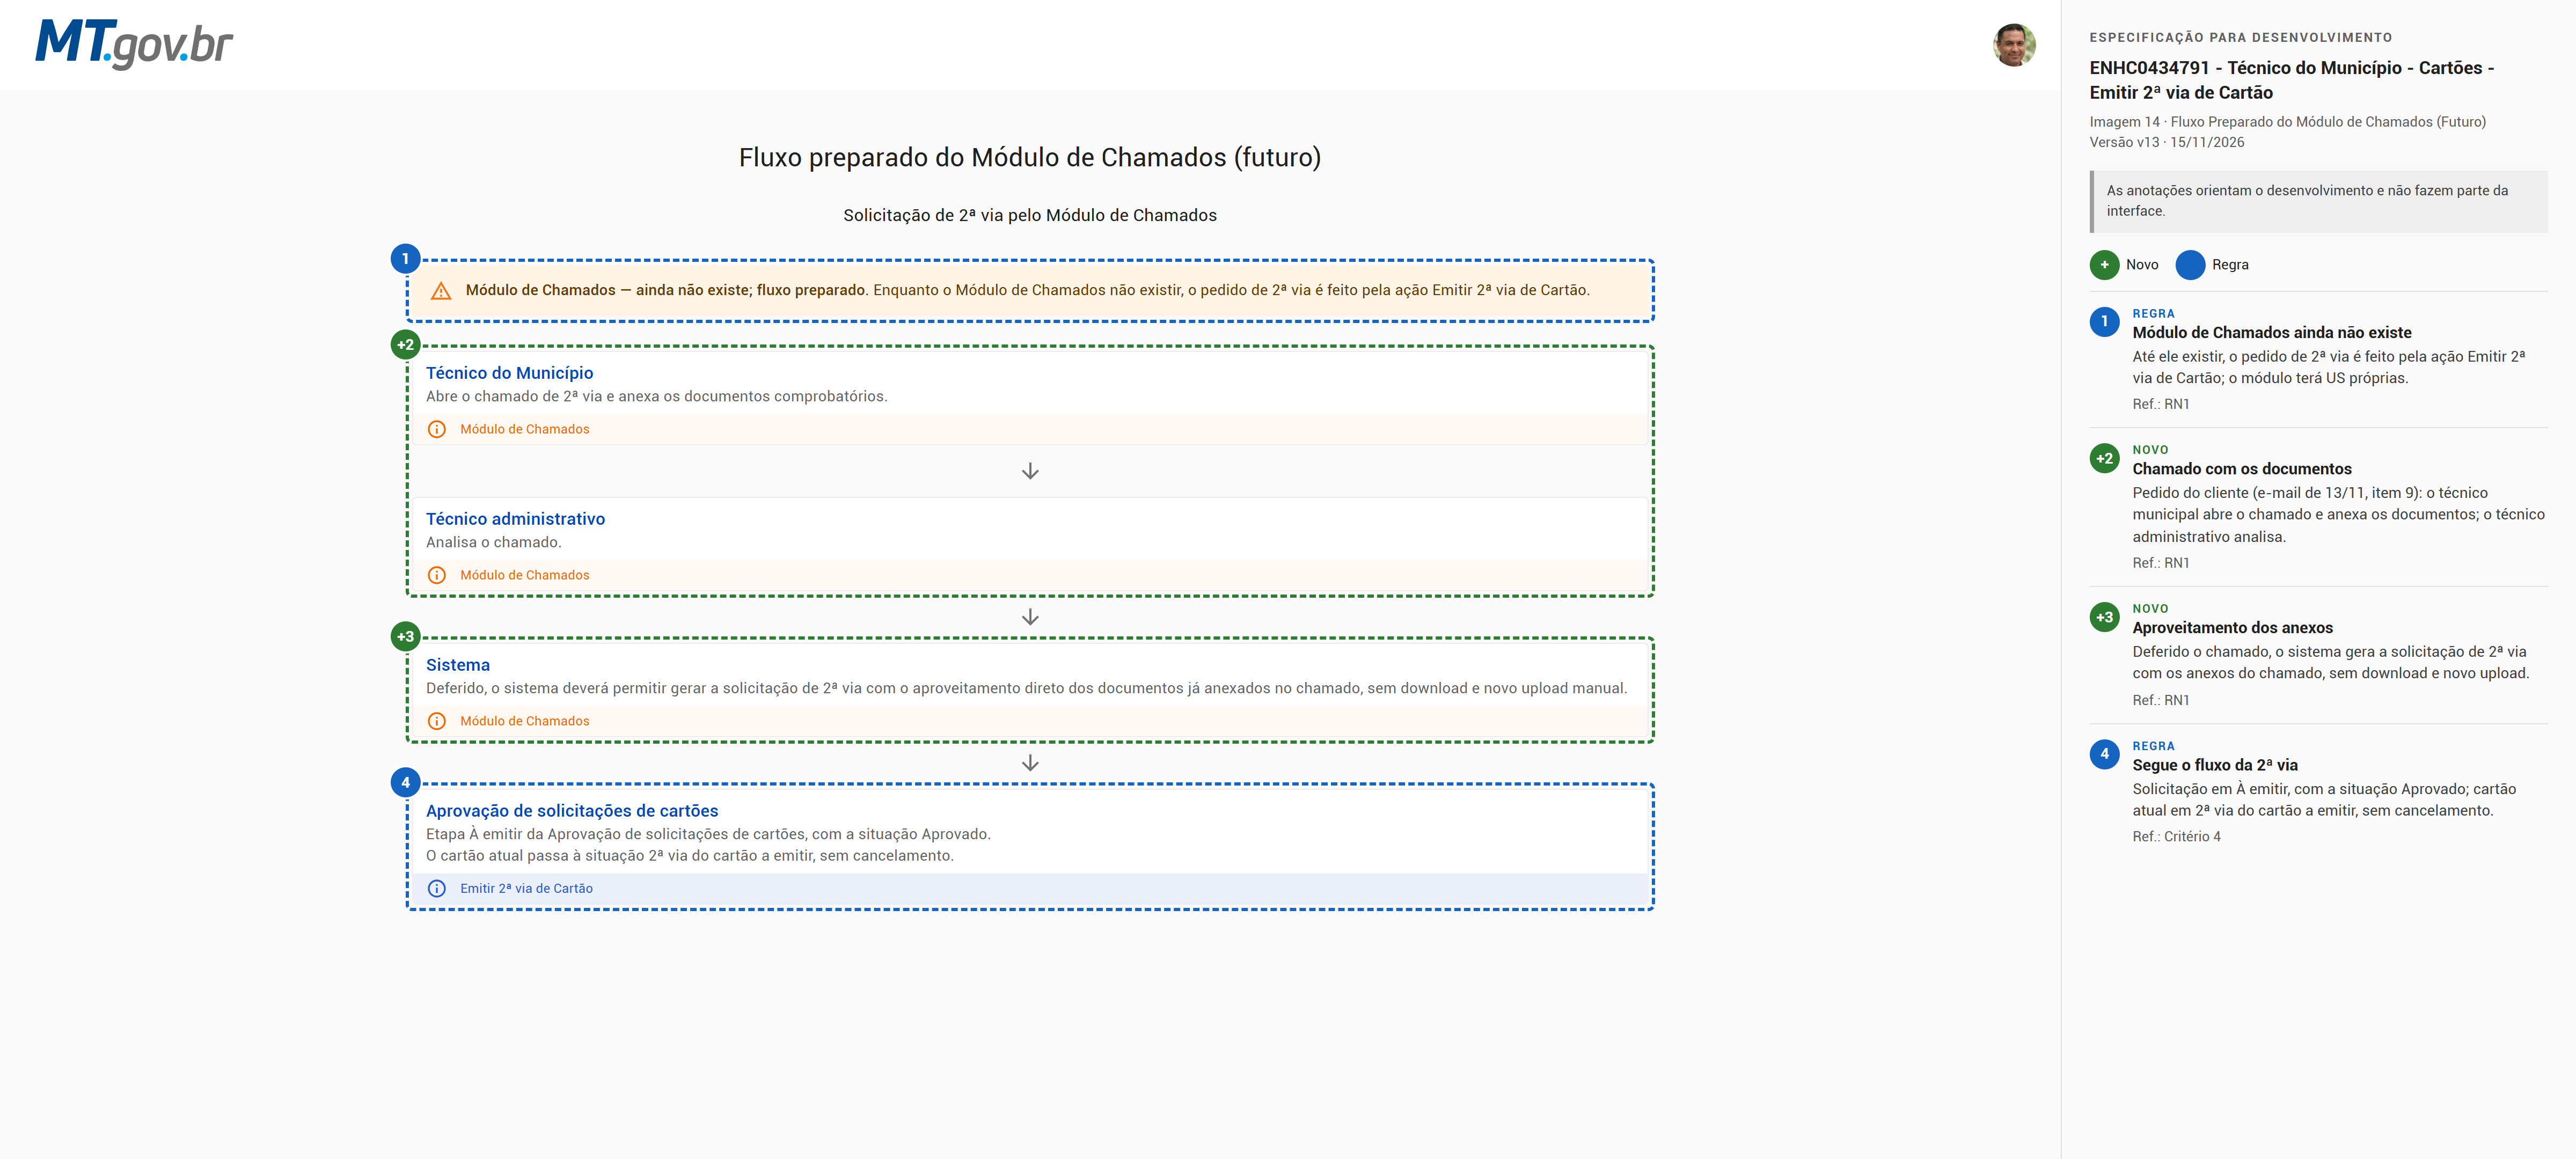 MT.gov.br
Fluxo preparado do Módulo de Chamados (futuro)
Solicitação de 2ª via pelo Módulo de Chamados
1
Módulo de Chamados — ainda não existe; fluxo preparado. Enquanto o Módulo de Chamados não existir, o pedido de 2ª via é feito pela ação Emitir 2ª via de Cartão.
+2
Técnico do Município
Abre o chamado de 2ª via e anexa os documentos comprobatórios.
Módulo de Chamados
Técnico administrativo
Analisa o chamado.
Módulo de Chamados
+3
Sistema
Deferido, o sistema deverá permitir gerar a solicitação de 2ª via com o aproveitamento direto dos documentos já anexados no chamado, sem download e novo upload manual.
Módulo de Chamados
4
Aprovação de solicitações de cartões
Etapa À emitir da Aprovação de solicitações de cartões, com a situação Aprovado.
O cartão atual passa à situação 2ª via do cartão a emitir, sem cancelamento.
Emitir 2ª via de Cartão
ESPECIFICAÇÃO PARA DESENVOLVIMENTO
ENHC0434791 - Técnico do Município - Cartões -
Emitir 2ª via de Cartão
Imagem 14 · Fluxo Preparado do Módulo de Chamados (Futuro)
Versão v13 · 15/11/2026
As anotações orientam o desenvolvimento e não fazem parte da
interface.
+ Novo Regra
1 REGRA
Módulo de Chamados ainda não existe
Até ele existir, o pedido de 2ª via é feito pela ação Emitir 2ª
via de Cartão; o módulo terá US próprias.
Ref.: RN1
+2 NOVO
Chamado com os documentos
Pedido do cliente (e-mail de 13/11, item 9): o técnico
municipal abre o chamado e anexa os documentos; o técnico
administrativo analisa.
Ref.: RN1
+3 NOVO
Aproveitamento dos anexos
Deferido o chamado, o sistema gera a solicitação de 2ª via
com os anexos do chamado, sem download e novo upload.
Ref.: RN1
4 REGRA
Segue o fluxo da 2ª via
Solicitação em À emitir, com a situação Aprovado; cartão
atual em 2ª via do cartão a emitir, sem cancelamento.
Ref.: Critério 4